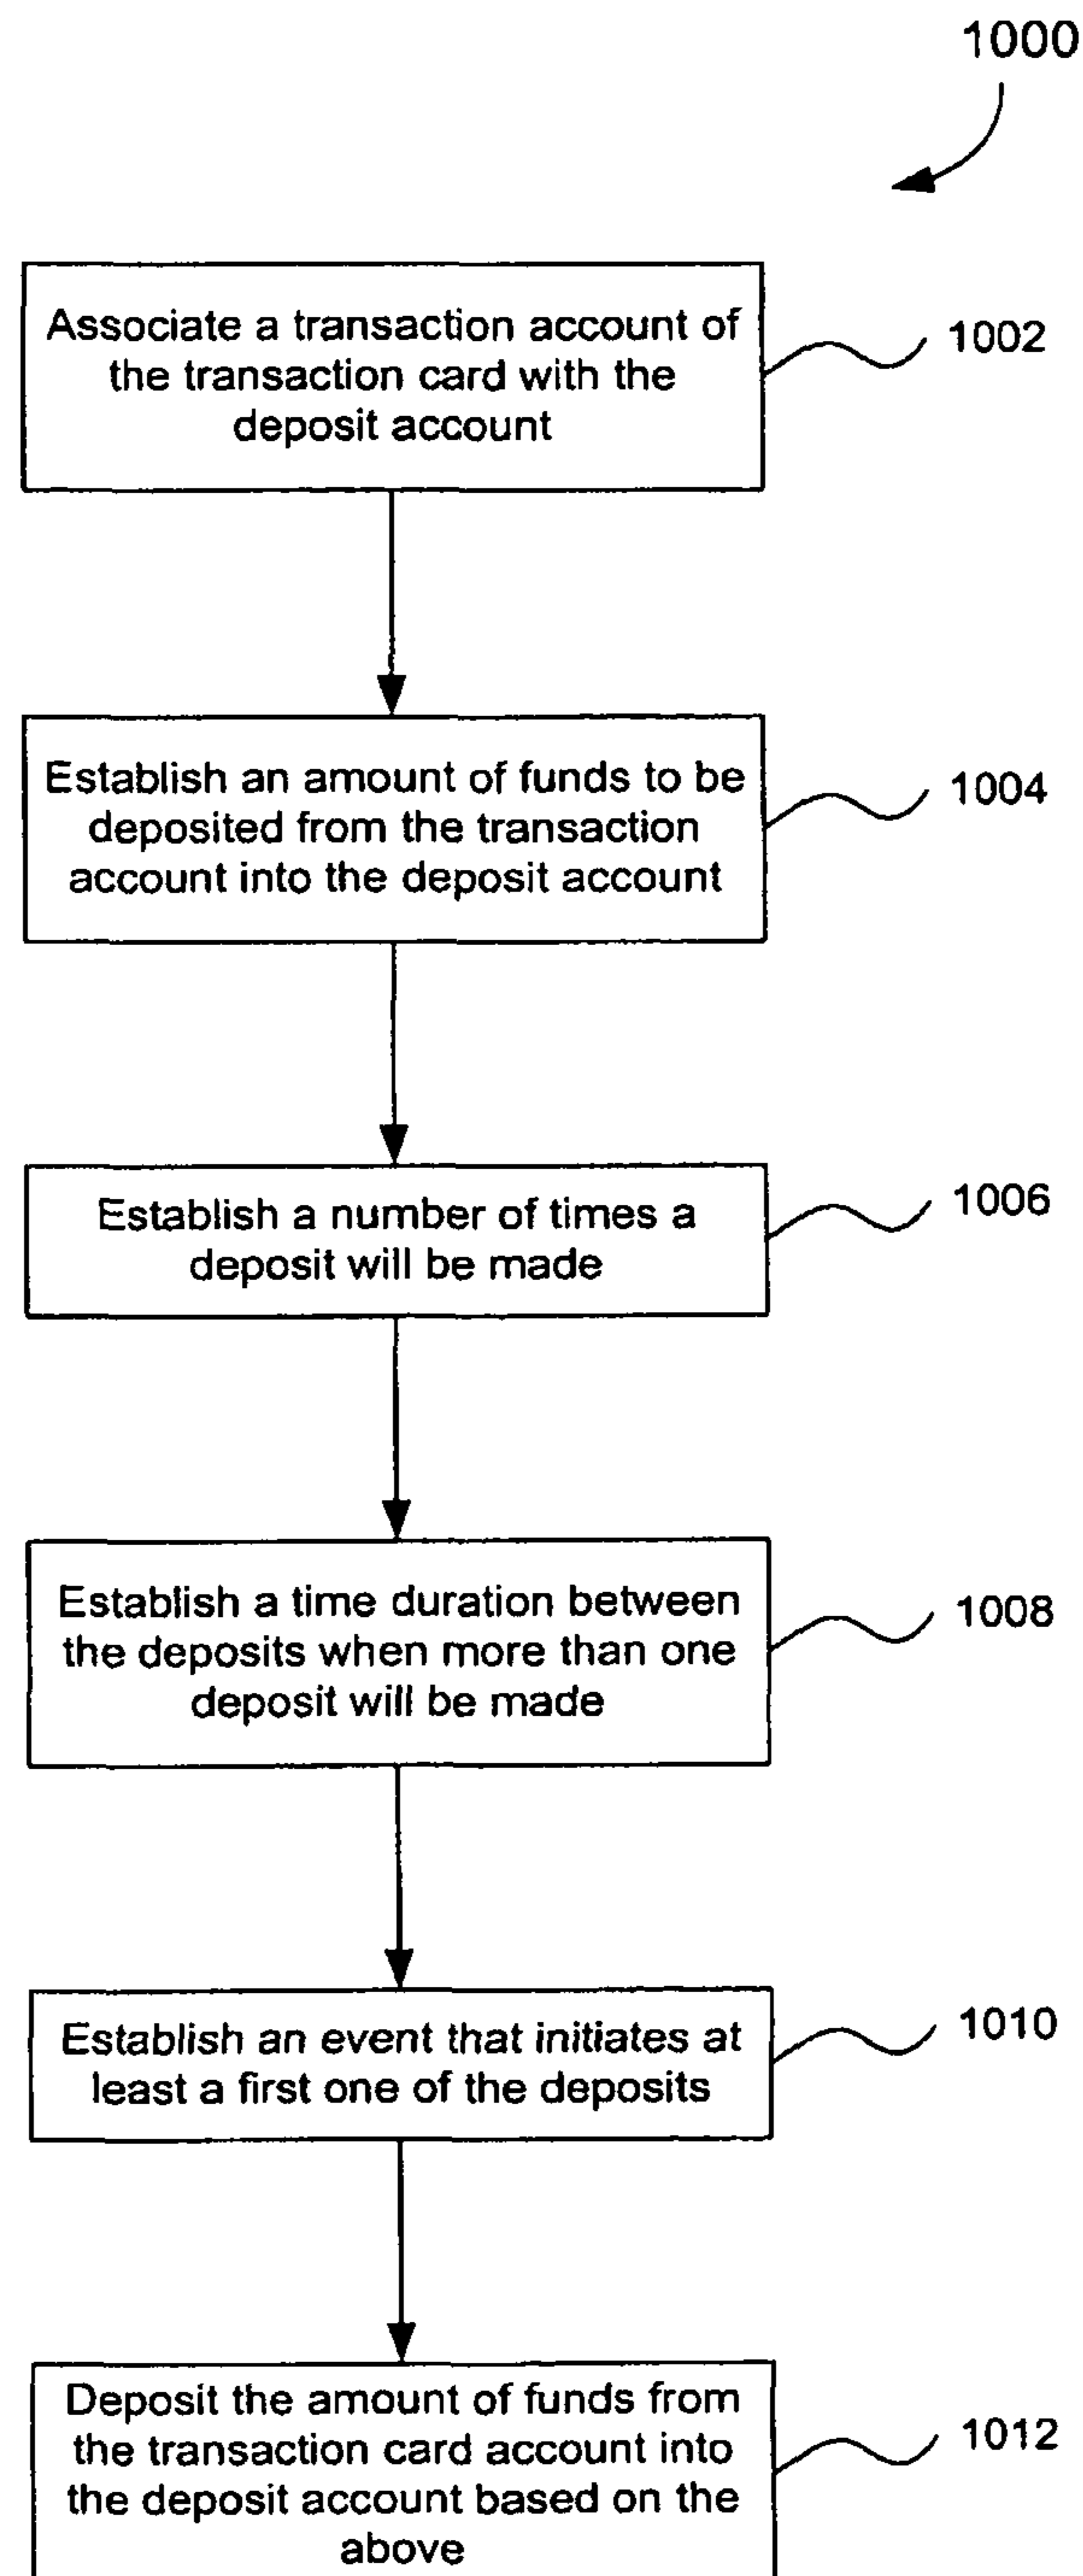 1000
Associate a transaction account of
the transaction card with the
deposit account
1002
Establish an amount of funds to be
deposited from the transaction
account into the deposit account
1004
Establish a number of times a
deposit will be made
1006
Establish a time duration between
the deposits when more than one
deposit will be made
1008
Establish an event that initiates at
least a first one of the deposits
1010
Deposit the amount of funds from
the transaction card account into
the deposit account based on the
above
1012